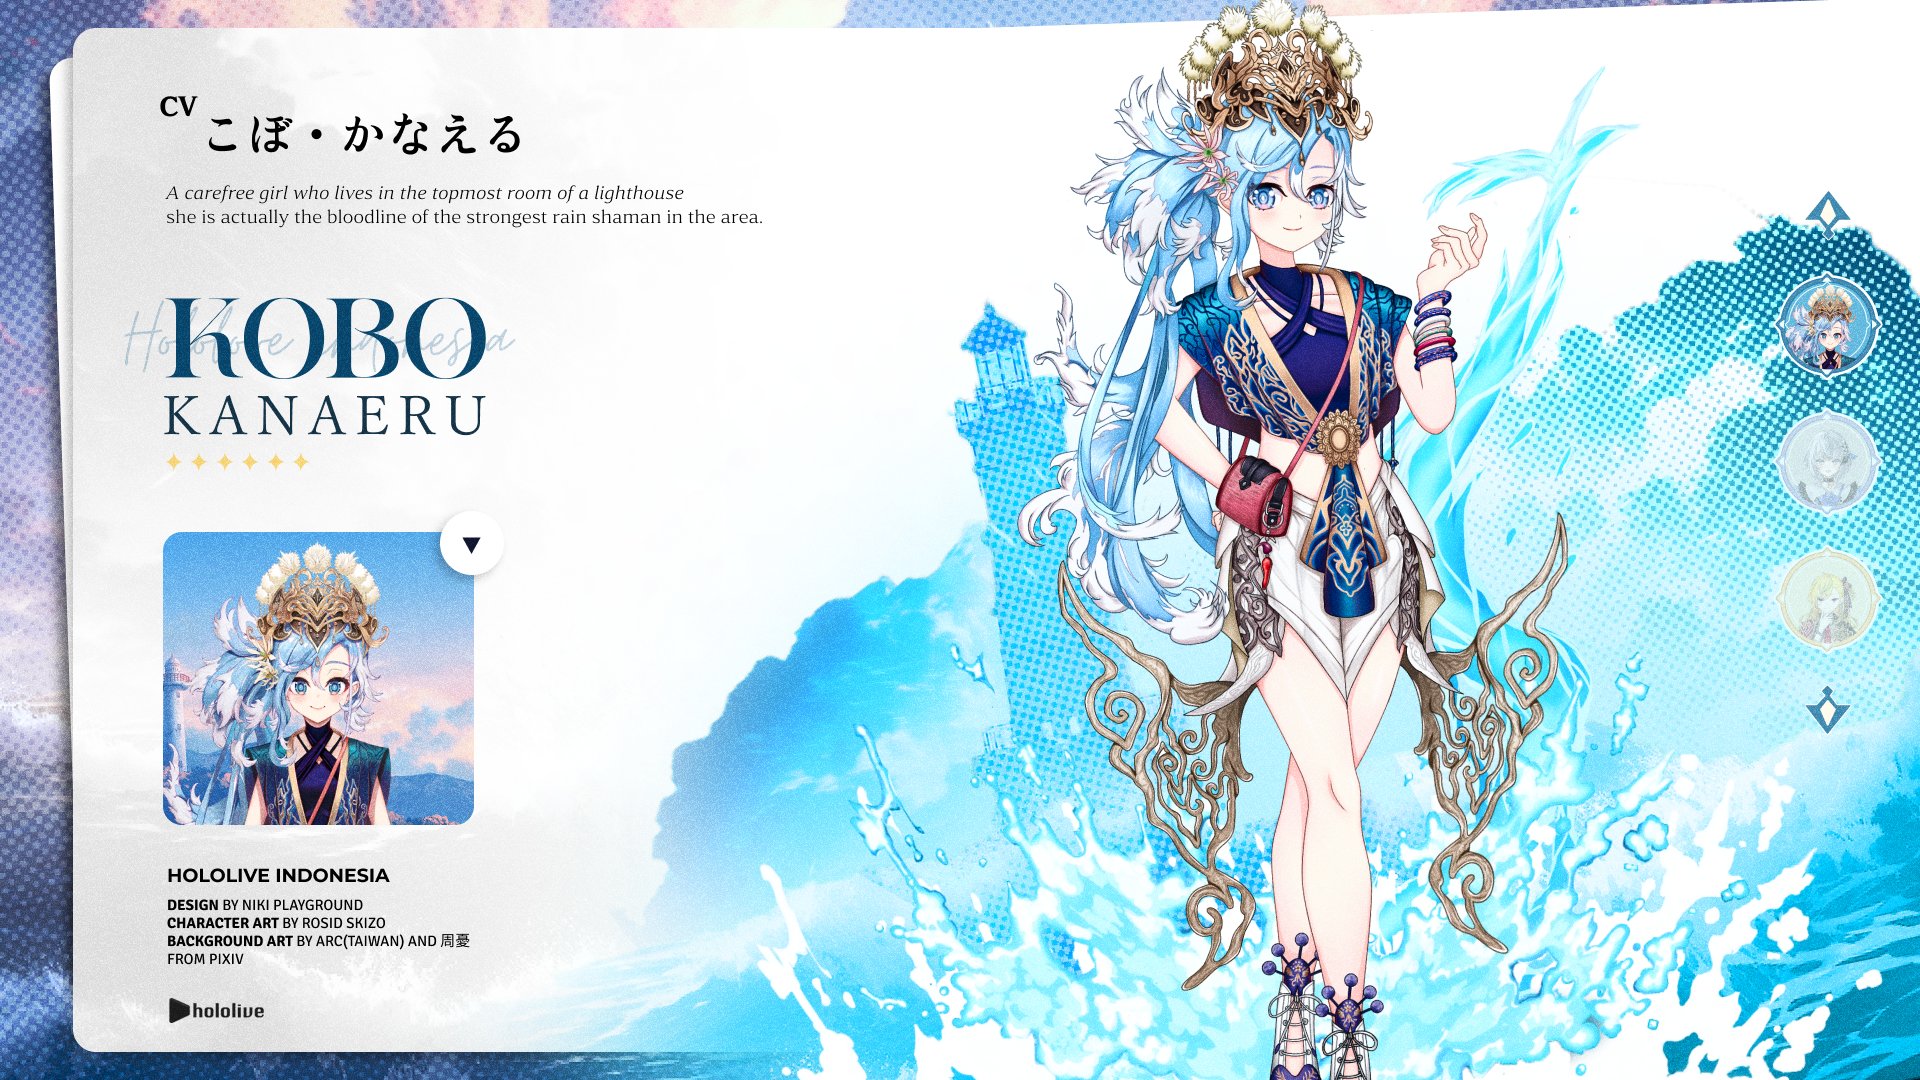 CV
こぼ・かなえる
A carefree girl who lives in the topmost room of a lighthouse
she is actually the bloodline of the strongest rain shaman in the area.
Hololive Indonesia
KOBO
KANAERU
HOLOLIVE INDONESIA
DESIGN BY NIKI PLAYGROUND
CHARACTER ART BY ROSID SKIZO
BACKGROUND ART BY ARC(TAIWAN) AND 周憂
FROM PIXIV
hololive